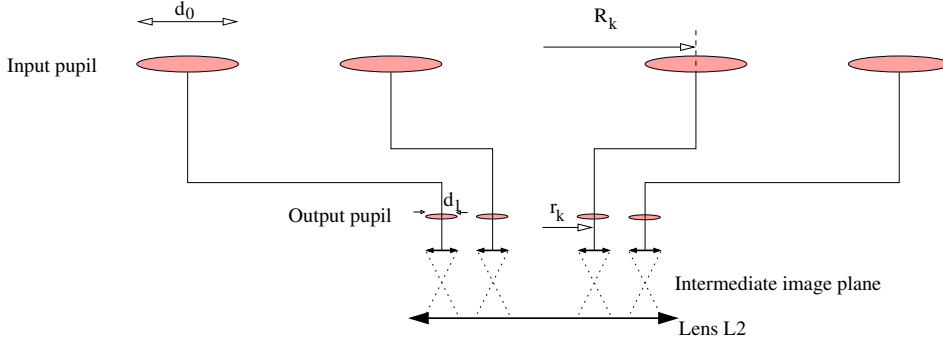 d0
Rk
Input pupil
d1
Output pupil
rk
Intermediate image plane
Lens L2